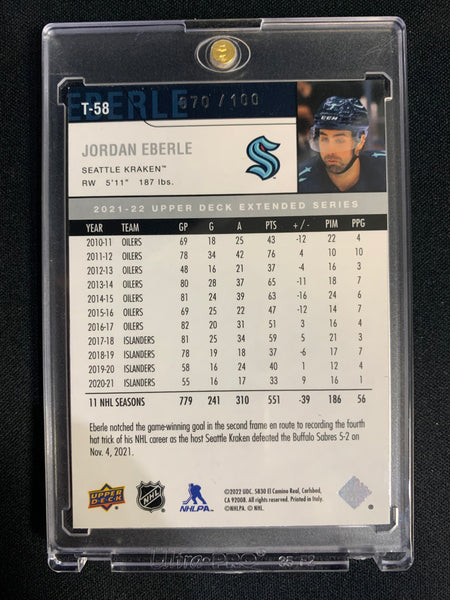 EBERLE
T-58
070 / 100
JORDAN EBERLE
SEATTLE KRAKEN™
RW 5'11" 187 lbs.
CCM
2021-22 UPPER DECK EXTENDED SERIES
YEAR TEAM GP G A PTS +/- PIM PPG
2010-11 OILERS 69 18 25 43 -12 22 4
2011-12 OILERS 78 34 42 76 4 10 10
2012-13 OILERS 48 16 21 37 -4 16 3
2013-14 OILERS 80 28 37 65 -11 18 7
2014-15 OILERS 81 24 39 63 -16 24 6
2015-16 OILERS 69 25 22 47 -12 14 7
2016-17 OILERS 82 20 31 51 3 16 4
2017-18 ISLANDERS 81 25 34 59 5 21 3
2018-19 ISLANDERS 78 19 18 37 -6 17 7
2019-20 ISLANDERS 58 16 24 40 1 12 4
2020-21 ISLANDERS 55 16 17 33 9 16 1
11 NHL SEASONS 779 241 310 551 -39 186 56
Eberle notched the game-winning goal in the second frame en route to recording the fourth
hat trick of his NHL career as the host Seattle Kraken defeated the Buffalo Sabres 5-2 on
Nov. 4, 2021.
UPPER DECK
NHL
NHLPA
©2022 UDC. 5830 El Camino Real, Carlsbad,
CA 92008. All rights reserved. Printed in USA.
©NHLPA. © NHL.